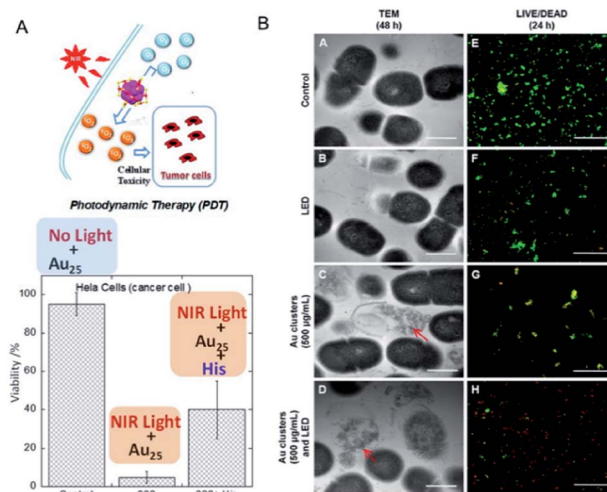 A
NIR
O₂
O₂
Cellular
Toxicity
Tumor cells
Photodynamic Therapy (PDT)
No Light
+
Au₂₅
Hela Cells (cancer cell )
NIR Light
+
Au₂₅
+
His
NIR Light
+
Au₂₅
Viability /%
100
80
60
40
20
0
B
TEM
(48 h)
LIVE/DEAD
(24 h)
Control
A
E
LED
B
F
Au clusters
(500 µg/mL)
C
G
Au clusters
(500 µg/mL)
and LED
D
H